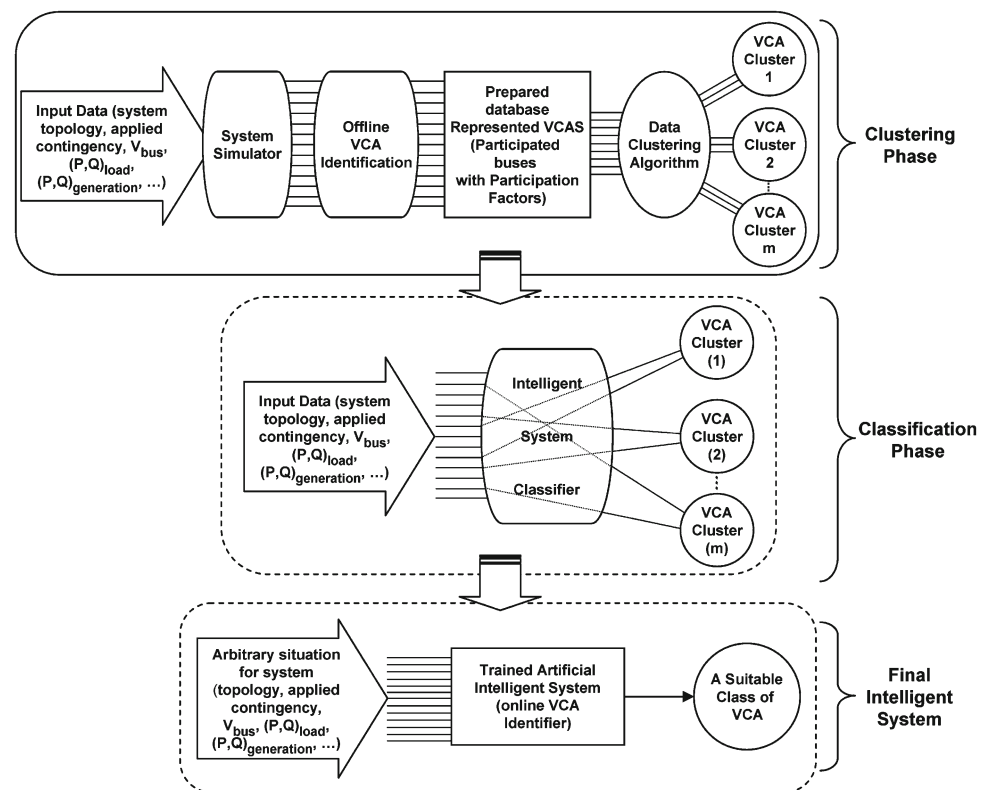 Input Data (system
topology, applied
contingency, Vbus,
(P,Q)load,
(P,Q)generation, ...)
System
Simulator
Offline
VCA
Identification
Prepared
database
Represented VCAS
(Participated
buses
with Participation
Factors)
Data
Clustering
Algorithm
VCA
Cluster
1
VCA
Cluster
2
VCA
Cluster
m
Clustering
Phase
Input Data (system
topology, applied
contingency, Vbus,
(P,Q)load,
(P,Q)generation, ...)
Intelligent
System
Classifier
VCA
Cluster
(1)
VCA
Cluster
(2)
VCA
Cluster
(m)
Classification
Phase
Arbitrary situation
for system
(topology, applied
contingency,
Vbus, (P,Q)load,
(P,Q)generation, ...)
Trained Artificial
Intelligent System
(online VCA
Identifier)
A Suitable
Class of
VCA
Final
Intelligent
System